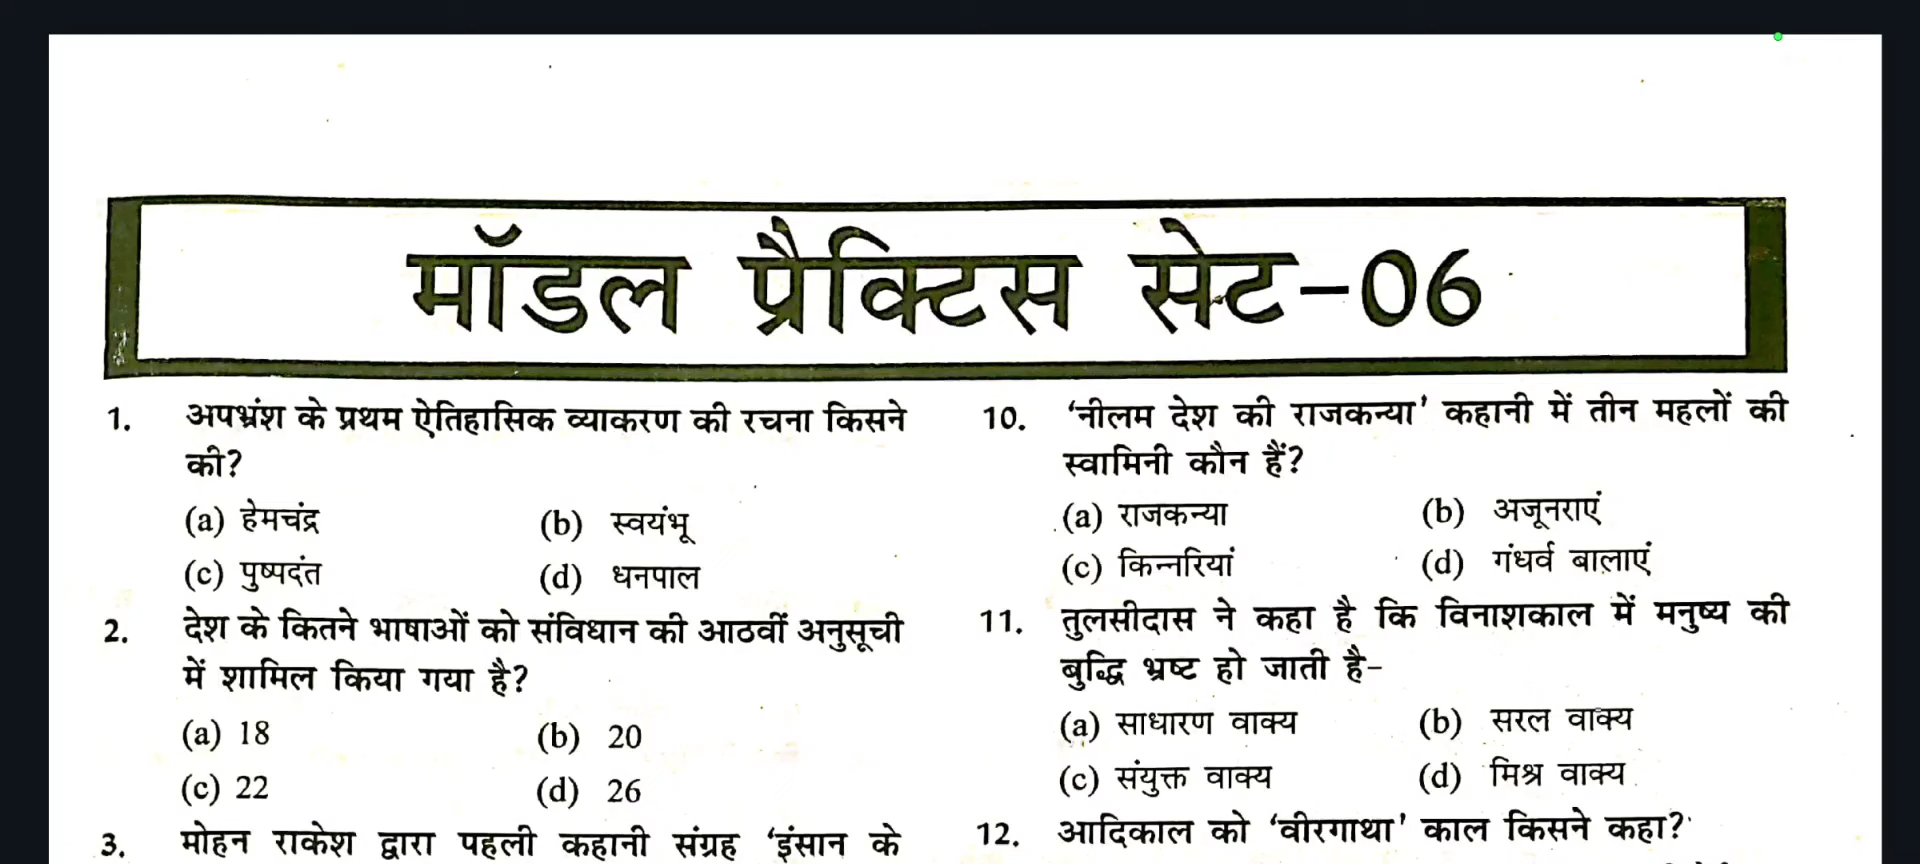 मॉडल प्रैक्टिस सेट–06
1. अपभ्रंश के प्रथम ऐतिहासिक व्याकरण की रचना किसने
की?
(a) हेमचंद्र (b) स्वयंभू
(c) पुष्पदंत (d) धनपाल
2. देश के कितने भाषाओं को संविधान की आठवीं अनुसूची
में शामिल किया गया है?
(a) 18 (b) 20
(c) 22 (d) 26
3. मोहन राकेश द्वारा पहली कहानी संग्रह ‘इंसान के
10. ‘नीलम देश की राजकन्या’ कहानी में तीन महलों की
स्वामिनी कौन हैं?
(a) राजकन्या (b) अजूनराएं
(c) किन्नरियां (d) गंधर्व बालाएं
11. तुलसीदास ने कहा है कि विनाशकाल में मनुष्य की
बुद्धि भ्रष्ट हो जाती है–
(a) साधारण वाक्य (b) सरल वाक्य
(c) संयुक्त वाक्य (d) मिश्र वाक्य
12. आदिकाल को ‘वीरगाथा’ काल किसने कहा?